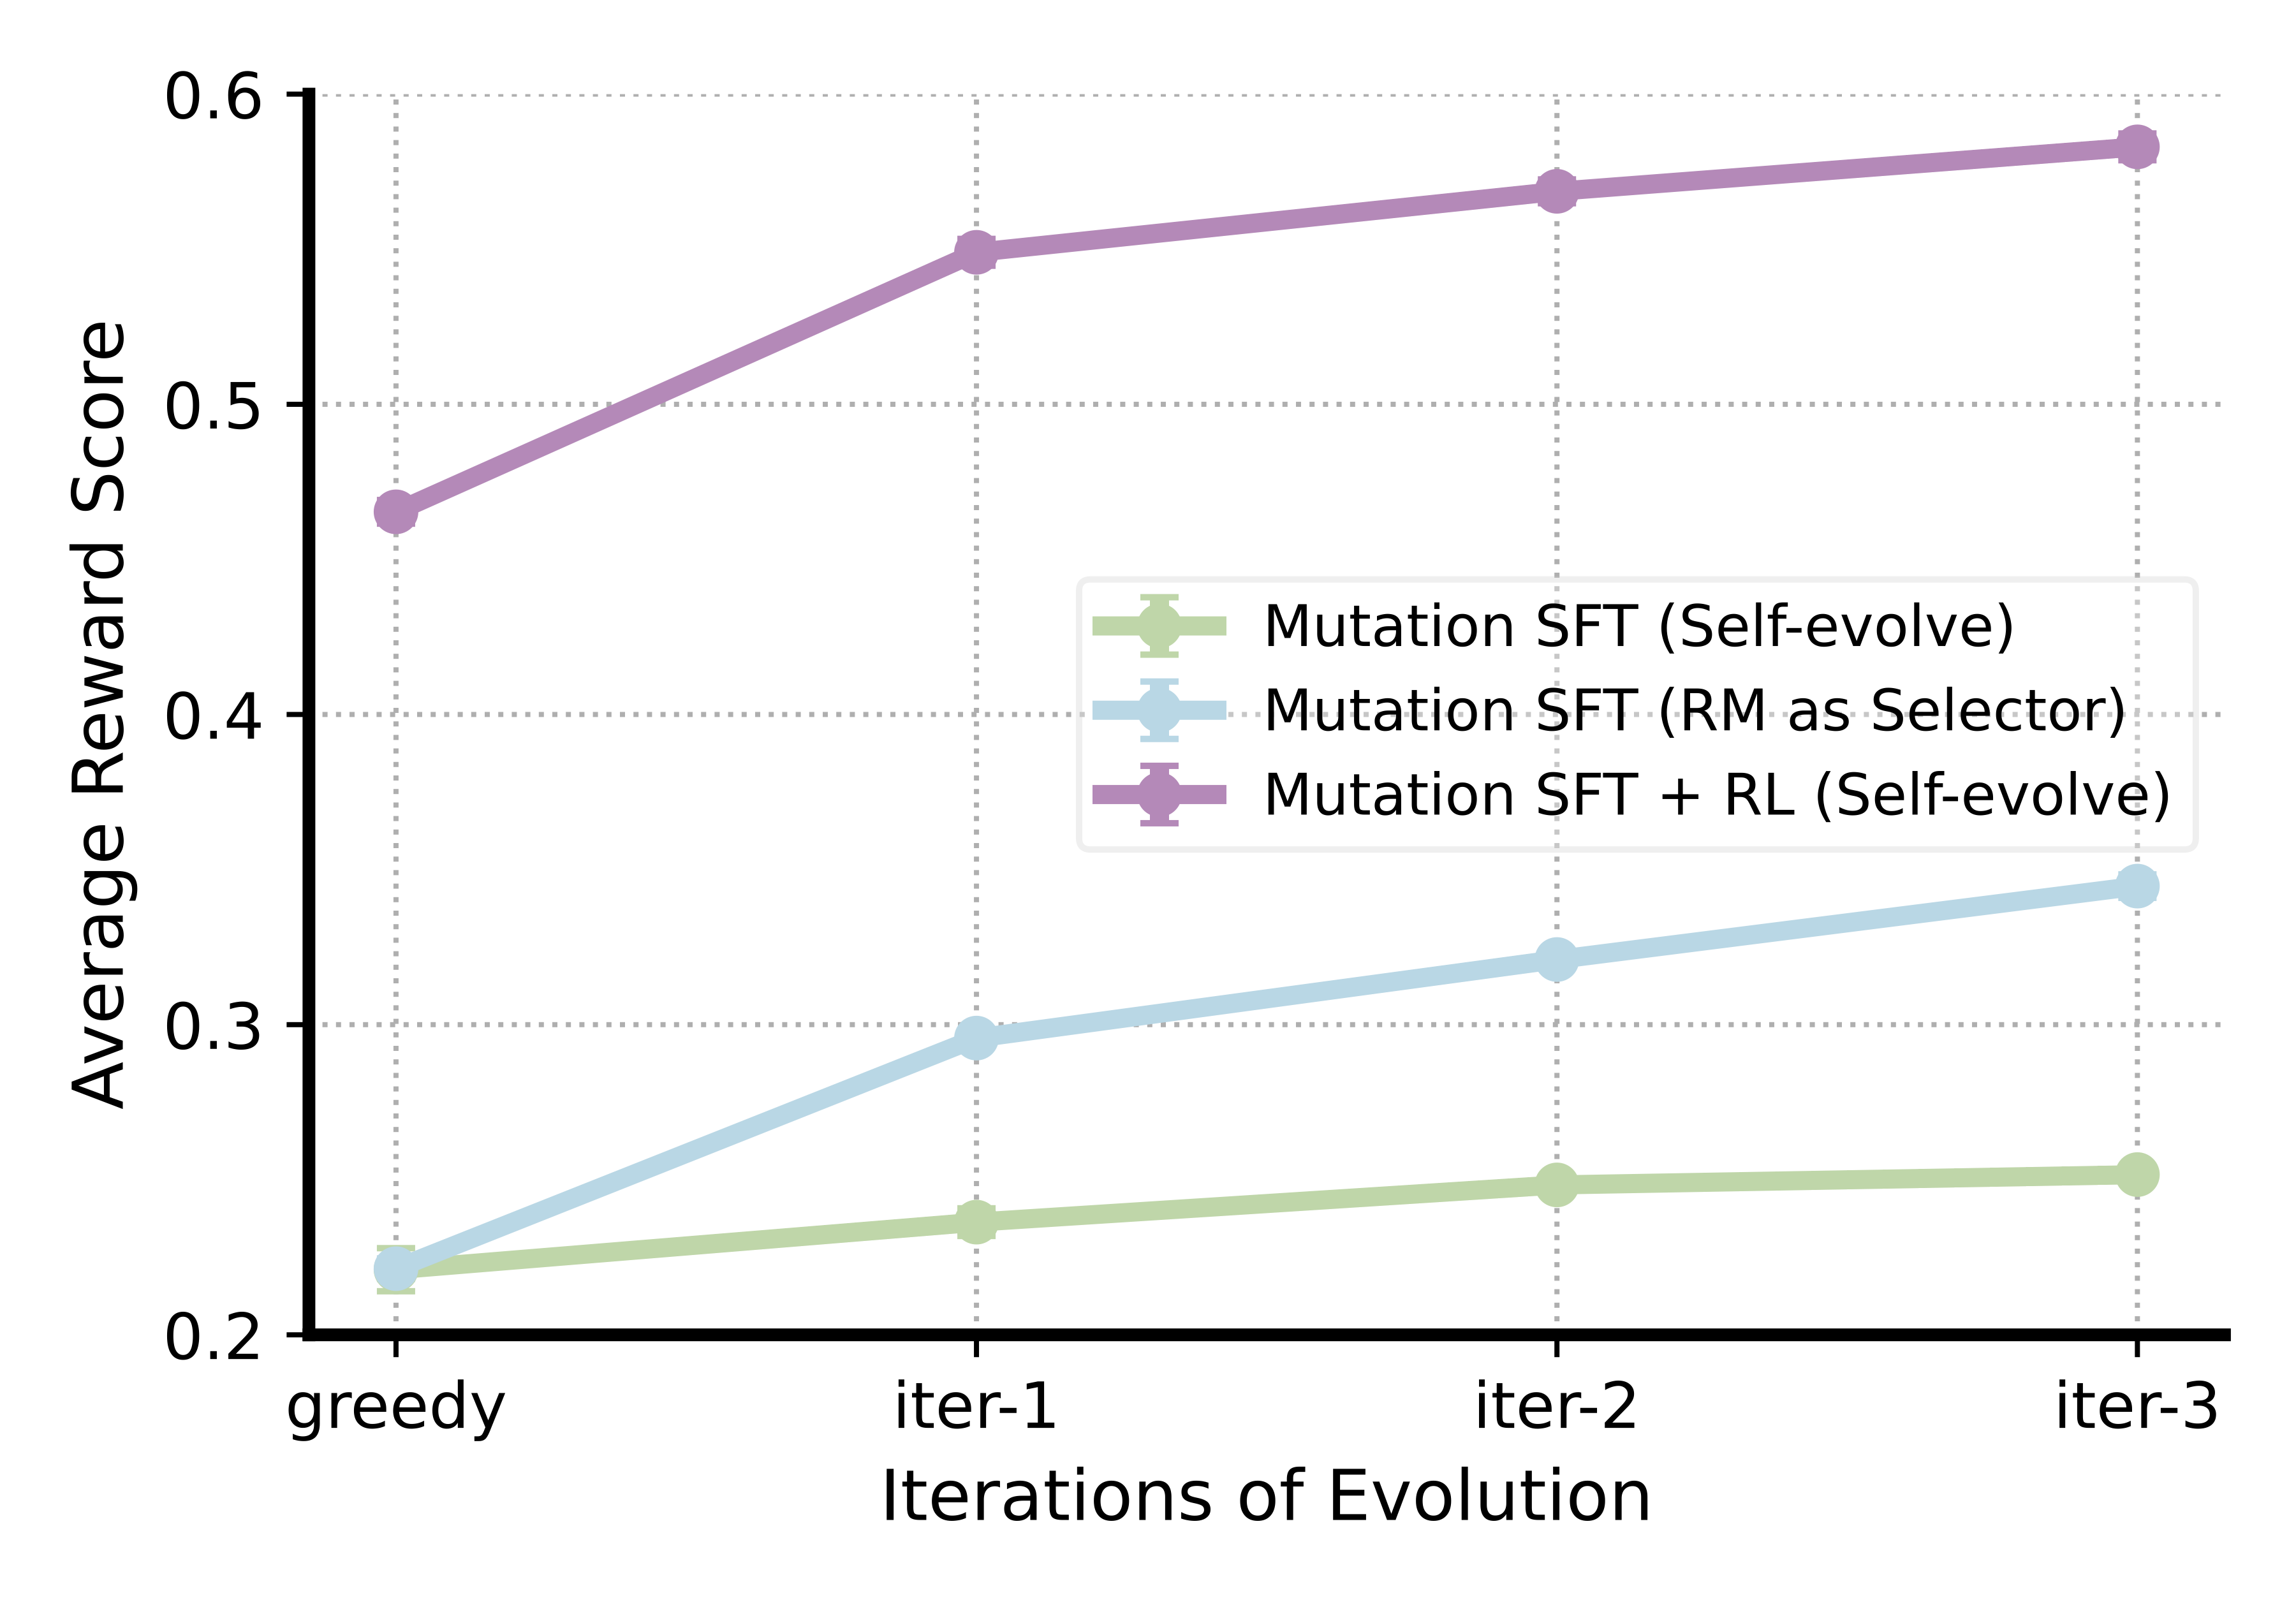 0.6
0.5
0.4
0.3
0.2
Average Reward Score
Mutation SFT (Self-evolve)
Mutation SFT (RM as Selector)
Mutation SFT + RL (Self-evolve)
greedy
iter-1
iter-2
iter-3
Iterations of Evolution